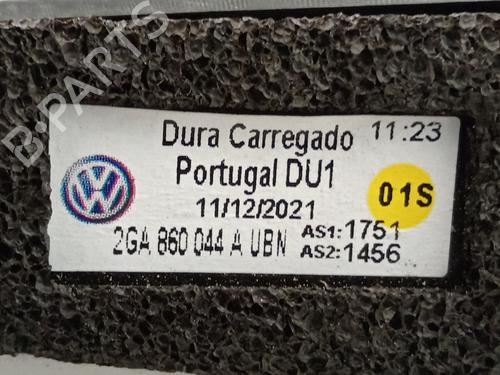 B-PARTS
Dura Carregado 11:23
Portugal DU1
01S
11/12/2021
AS1:1751
2GA 860 044 A UBN
AS2:1456